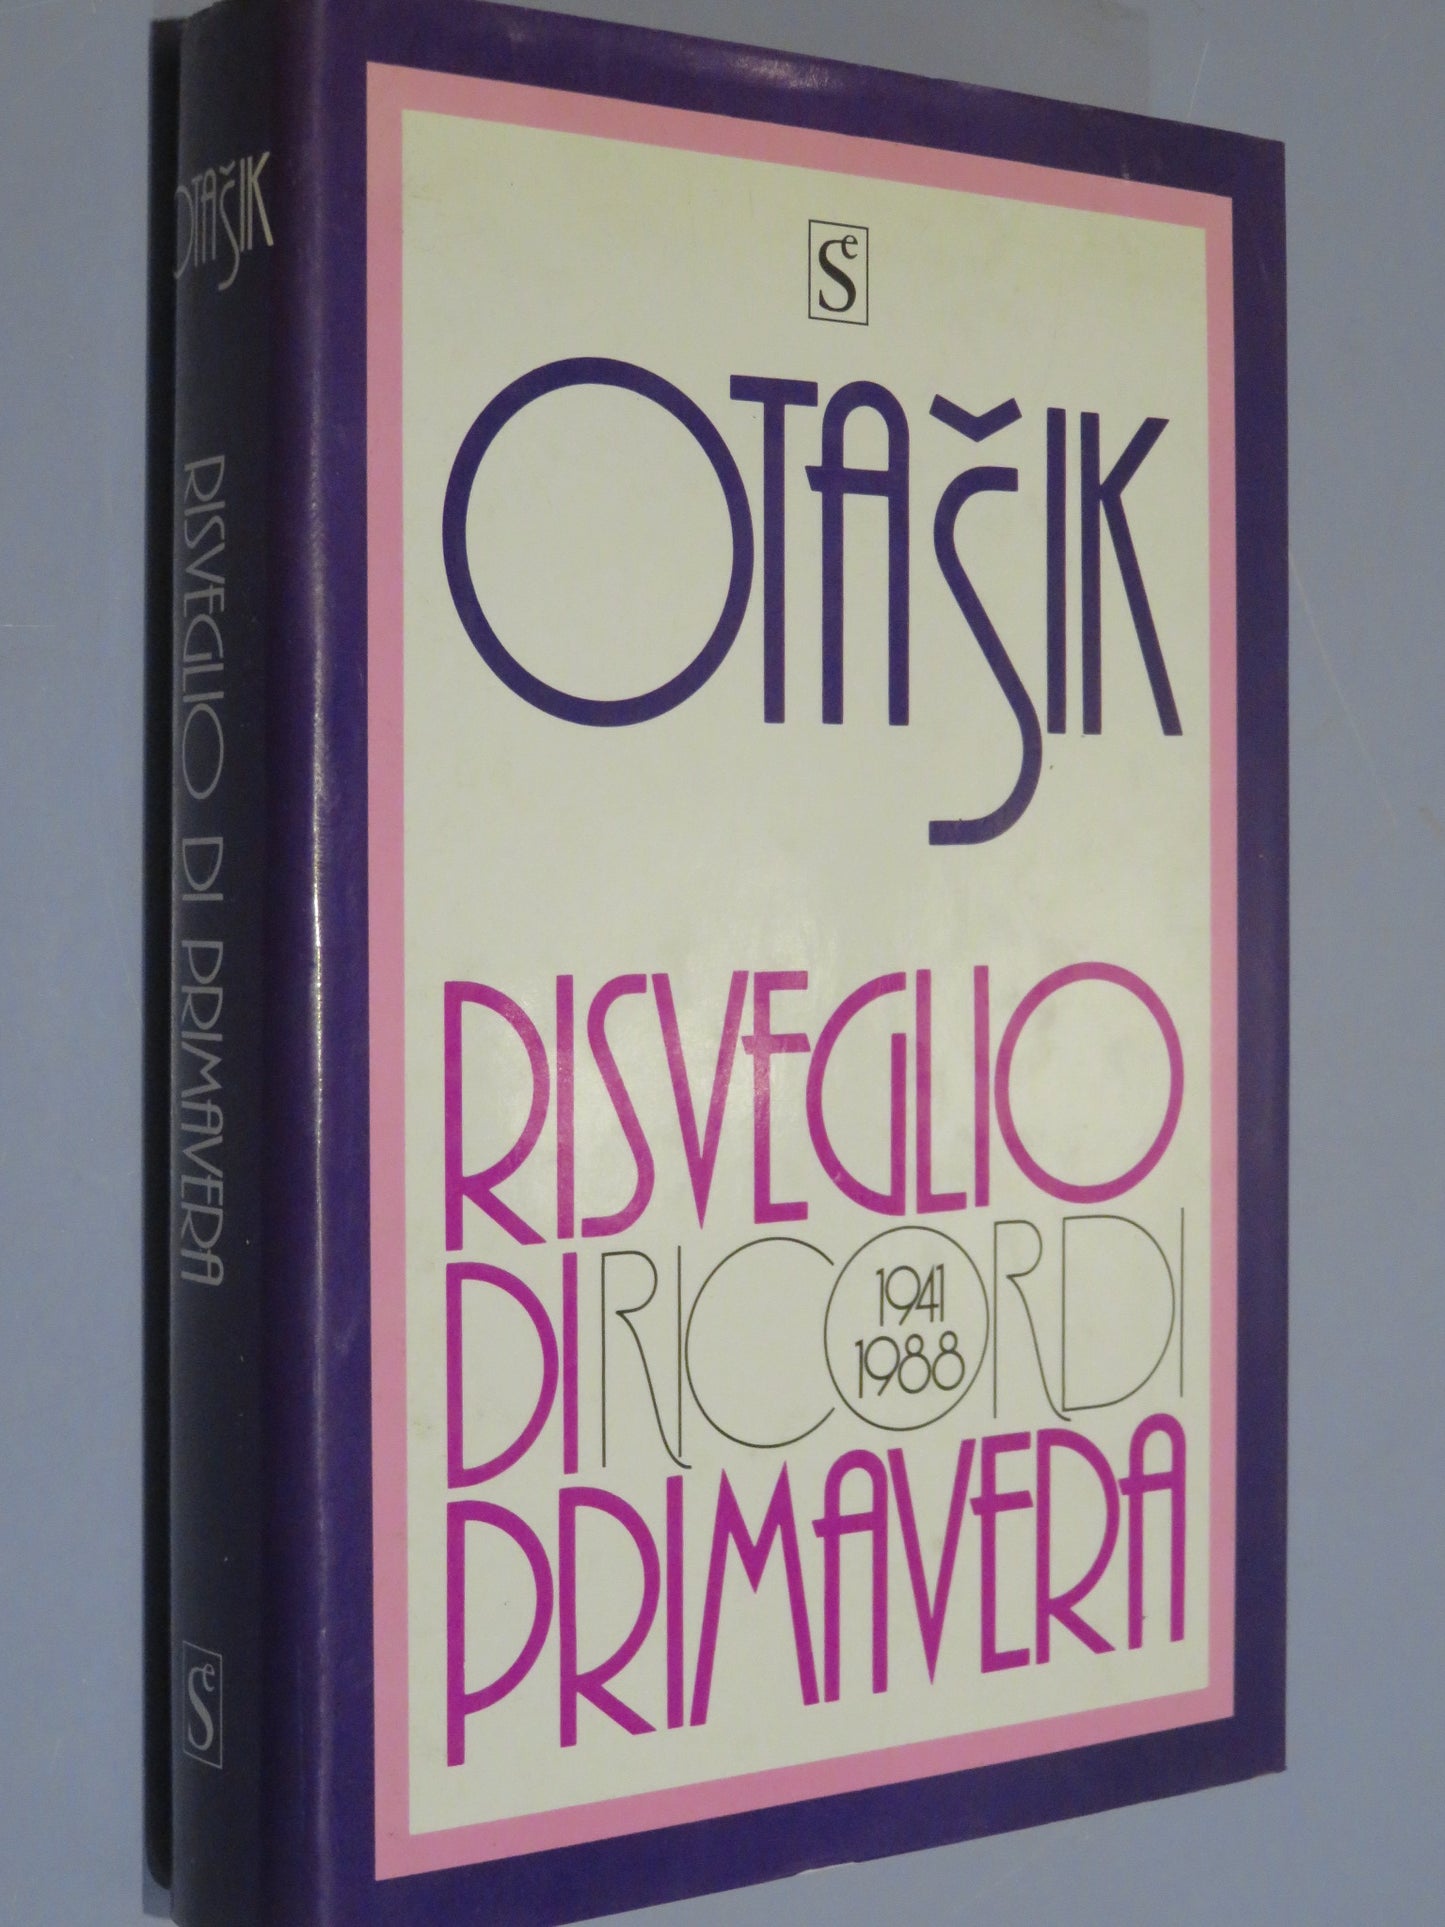 OTA ŠIK
RISVEGLIO DI PRIMAVERA
Se
Se
OTA ŠIK
RISVEGLIO
DI RICORDI
1941
1988
PRIMAVERA